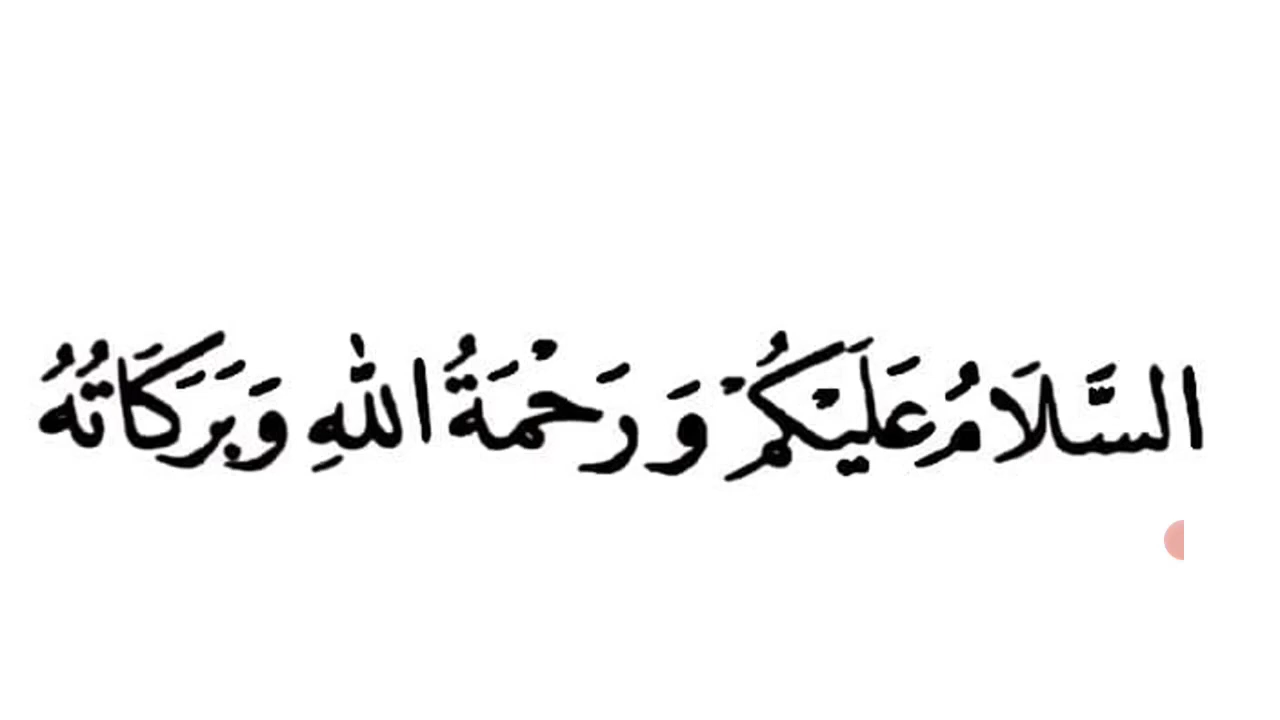 السَّلَامُ عَلَيْكُمْ وَ رَحْمَةُ اللهِ وَبَرَكَاتُهُ